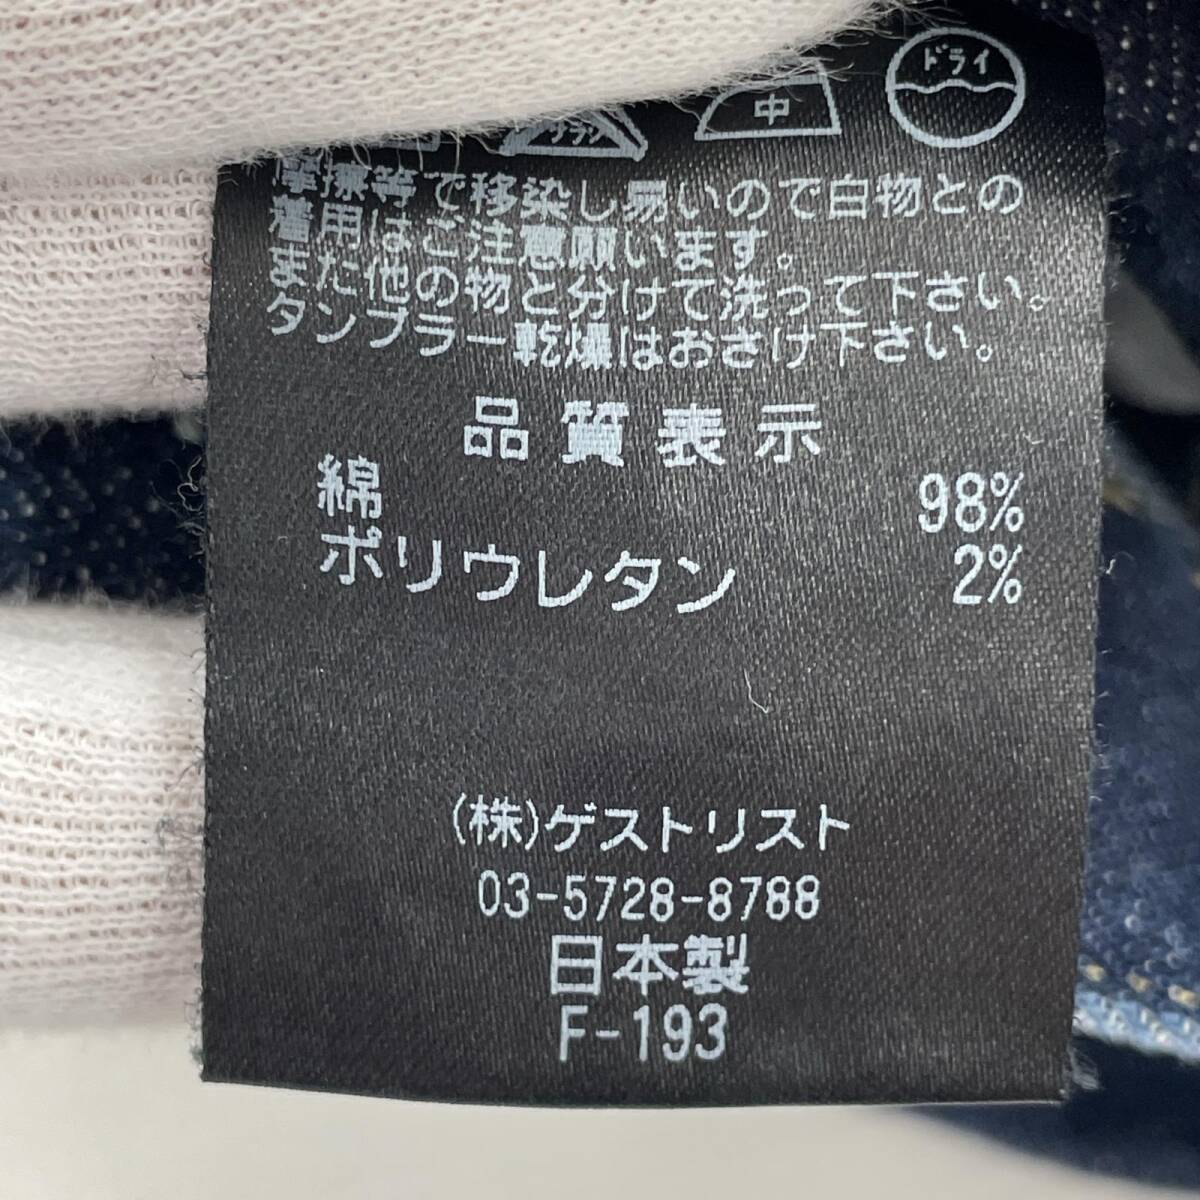 ドライ
中
摩擦等で移染し易いので白物との
着用はご注意願います。
また他の物と分けて洗って下さい。
タンブラー乾燥はおさけ下さい。
品質表示
綿 98%
ポリウレタン 2%
(株)ゲストリスト
03-5728-8788
日本製
F-193